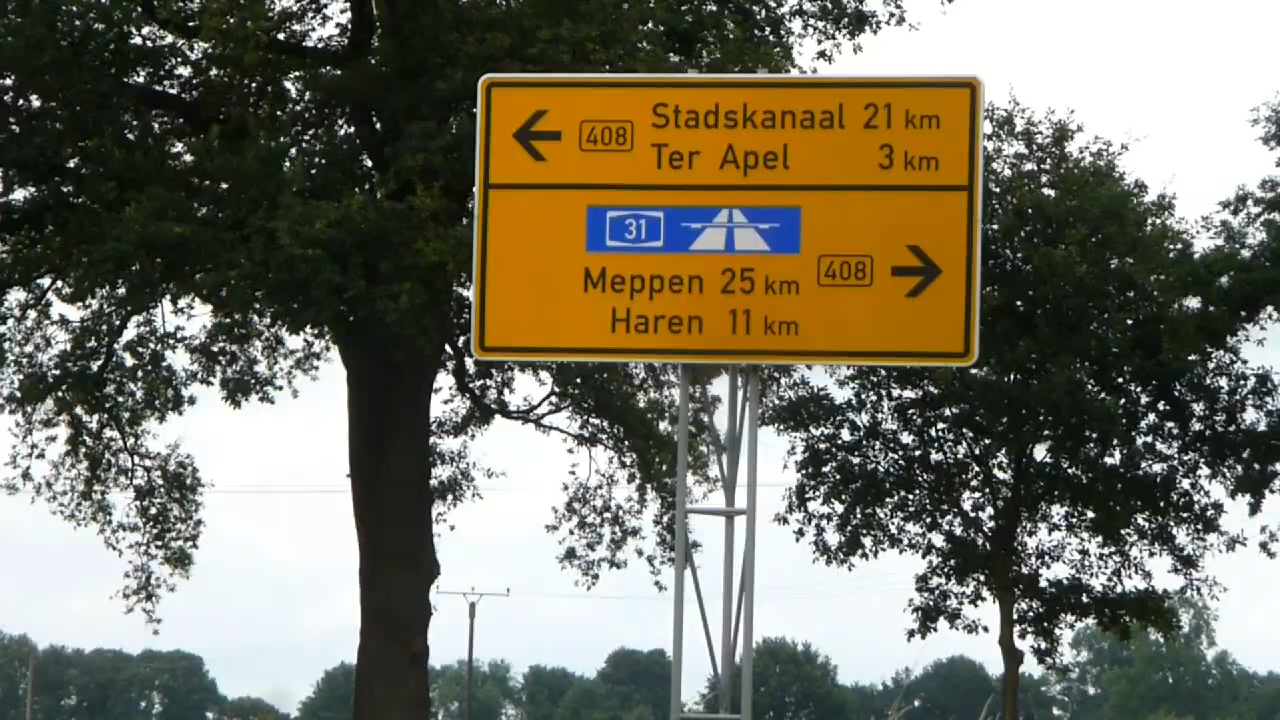 408 Stadskanaal 21 km
Ter Apel 3 km
31
Meppen 25 km 408
Haren 11 km